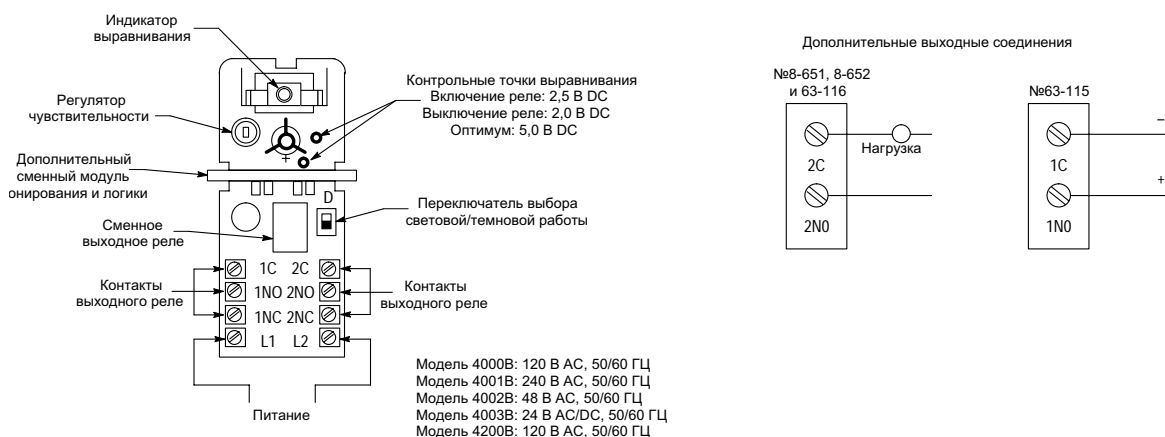 Индикатор
выравнивания
Регулятор
чувствительности
Дополнительный
сменный модуль
онирования и логики
Сменное
выходное реле
Контакты
выходного реле
Контрольные точки выравнивания
Включение реле: 2,5 В DC
Выключение реле: 2,0 В DC
Оптимум: 5,0 В DC
+
D
Переключатель выбора
световой/темновой работы
1C 2C
1NO 2NO
1NC 2NC
L1 L2
Контакты
выходного реле
Питание
Модель 4000В: 120 В AC, 50/60 ГЦ
Модель 4001В: 240 В AC, 50/60 ГЦ
Модель 4002В: 48 В AC, 50/60 ГЦ
Модель 4003В: 24 В AC/DC, 50/60 ГЦ
Модель 4200В: 120 В AC, 50/60 ГЦ
Дополнительные выходные соединения
№8-651, 8-652
и 63-116
2C
Нагрузка
2N0
№63-115
–
1C
+
1N0